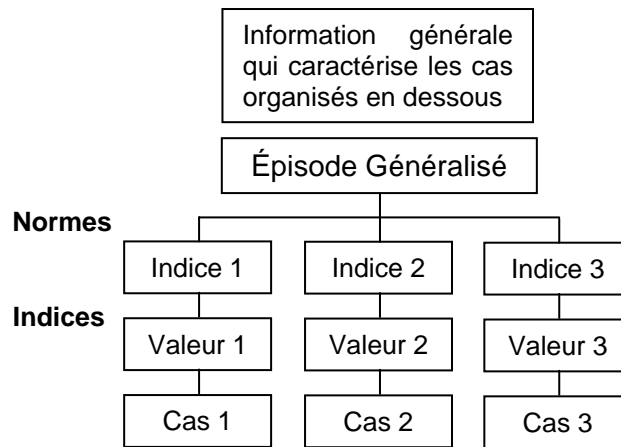 Information générale
qui caractérise les cas
organisés en dessous
Épisode Généralisé
Normes
Indice 1 Indice 2 Indice 3
Indices
Valeur 1 Valeur 2 Valeur 3
Cas 1 Cas 2 Cas 3